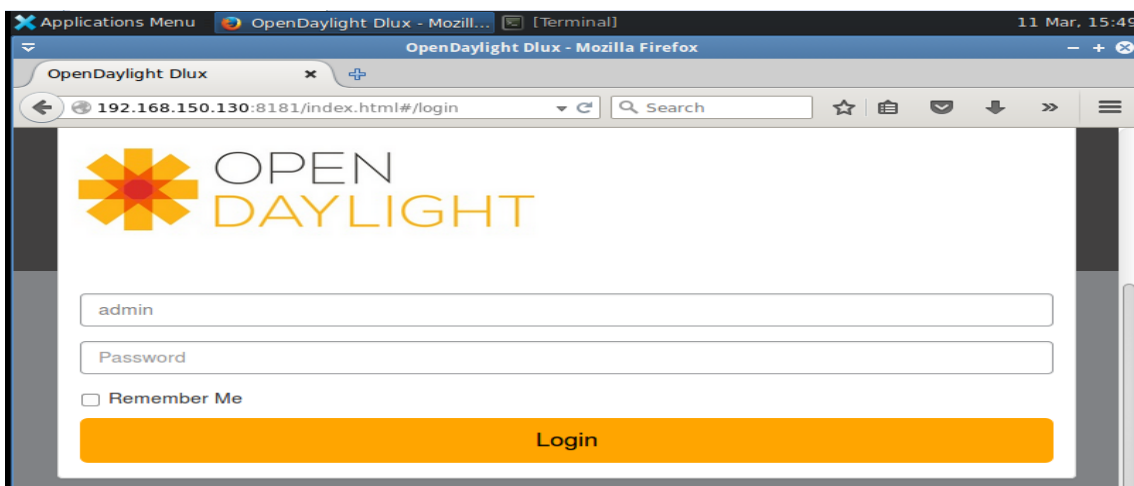 Applications Menu OpenDaylight Dlux - Mozill... [Terminal] 11 Mar, 15:49
OpenDaylight Dlux - Mozilla Firefox
OpenDaylight Dlux
192.168.150.130:8181/index.html#/login Search
OPEN
DAYLIGHT
admin
Password
Remember Me
Login